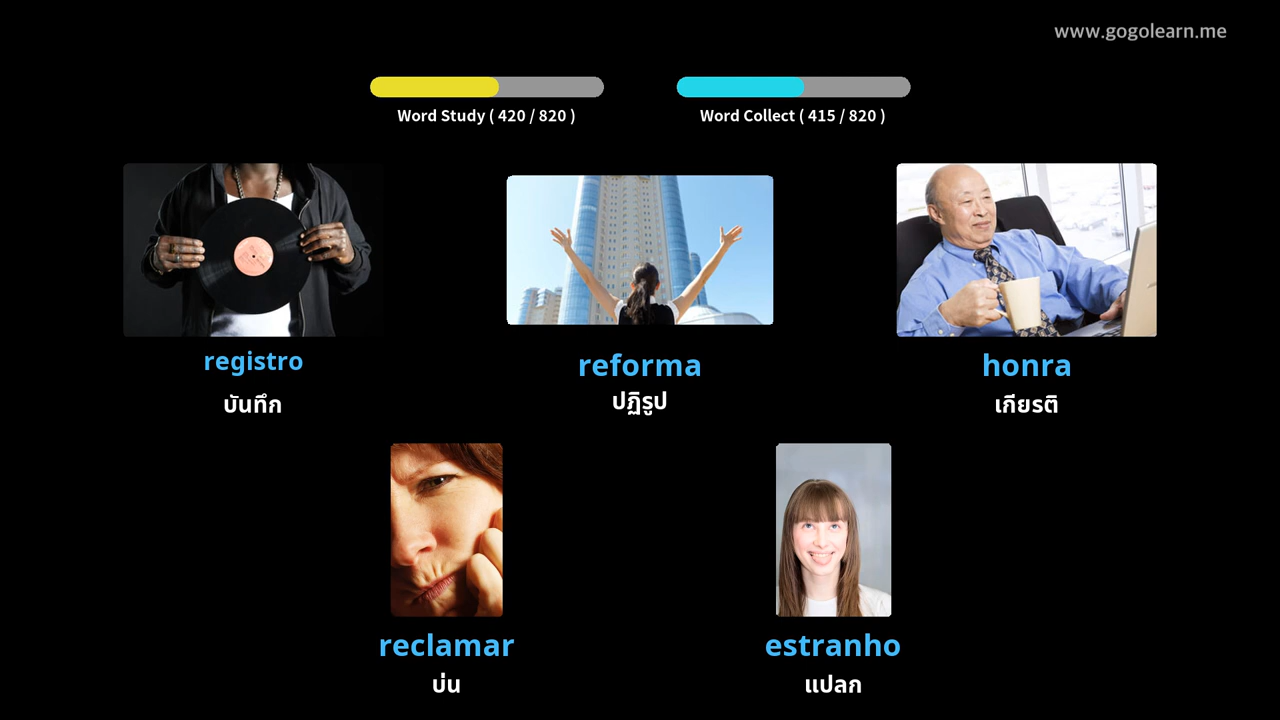 www.gogolearn.me
Word Study ( 420 / 820 )
Word Collect ( 415 / 820 )
registro
บันทึก
reforma
ปฏิรูป
honra
เกียรติ
reclamar
บ่น
estranho
แปลก